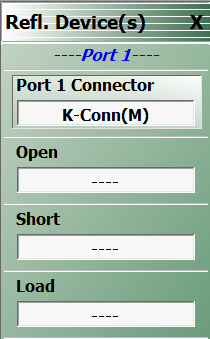 Refl. Device(s) X
----Port 1----
Port 1 Connector
K-Conn(M)
Open
----
Short
----
Load
----